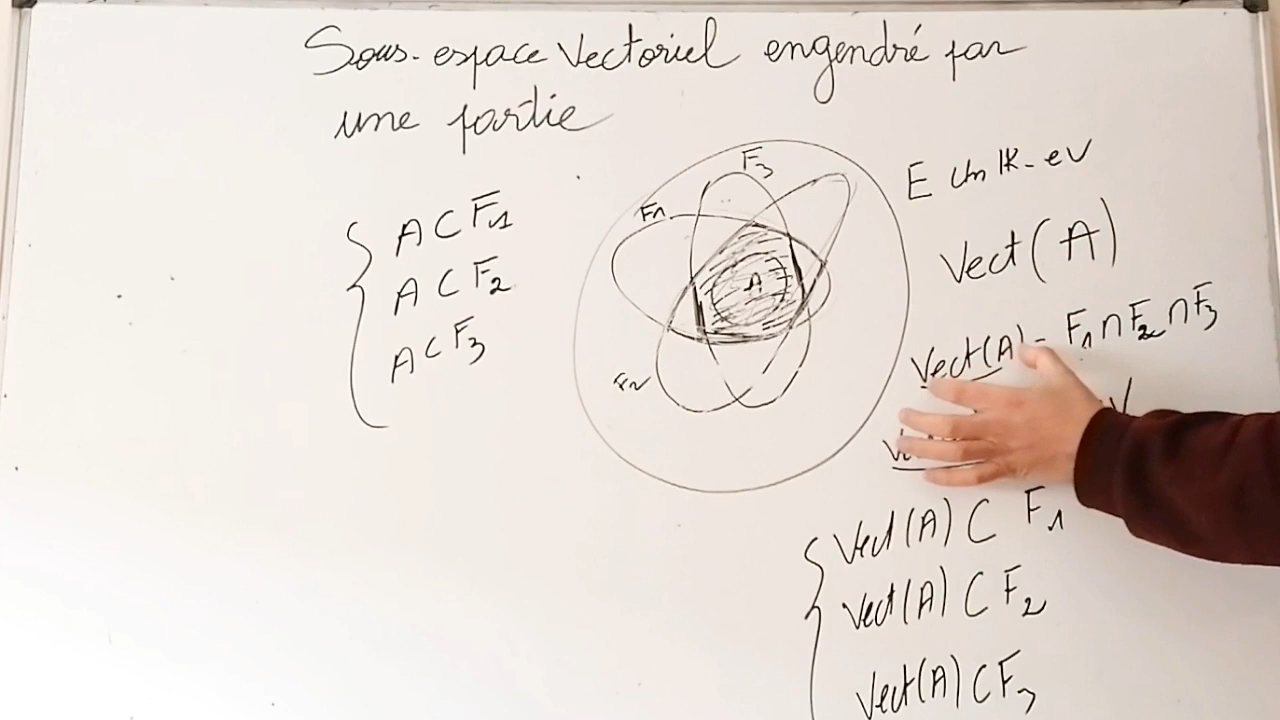 Sous-espace Vectoriel engendré par
une partie
A ⊂ F1
A ⊂ F2
A ⊂ F3
F3
F1
A
F2
E un IK-ev
Vect(A)
Vect(A) = F1 ∩ F2 ∩ F3
Vect(A) ⊂ F1
Vect(A) ⊂ F2
Vect(A) ⊂ F3